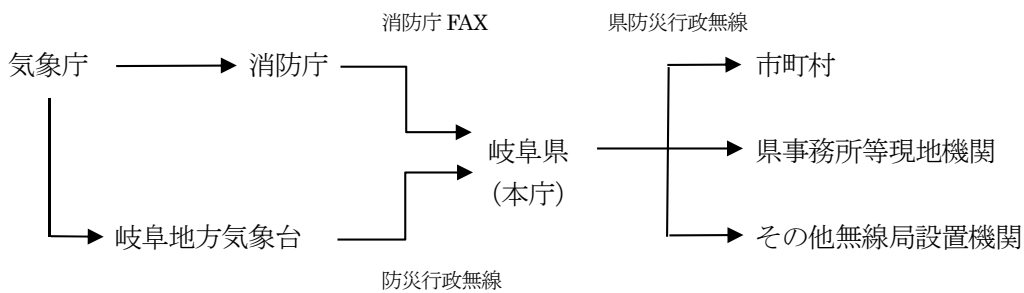 消防庁 FAX
県防災行政無線
気象庁
消防庁
市町村
岐阜県
(本庁)
県事務所等現地機関
岐阜地方気象台
その他無線局設置機関
防災行政無線